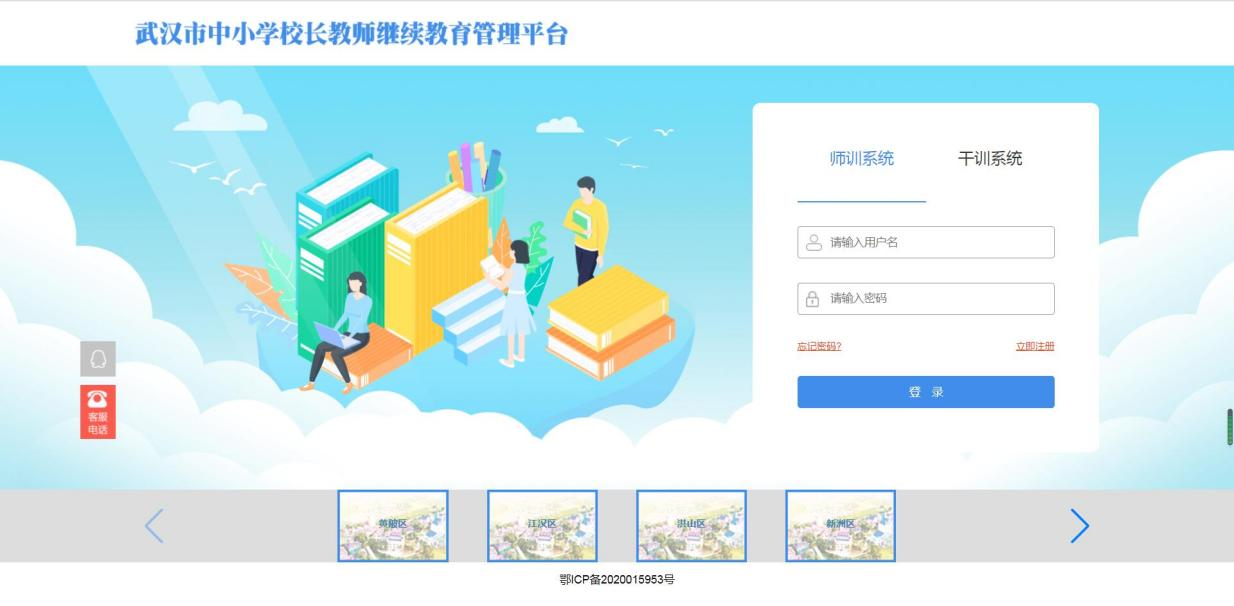 武汉市中小学校长教师继续教育管理平台
师训系统 干训系统
请输入用户名
请输入密码
忘记密码? 立即注册
登 录
客服
电话
黄陂区 江汉区 洪山区 新洲区
鄂ICP备2020015953号